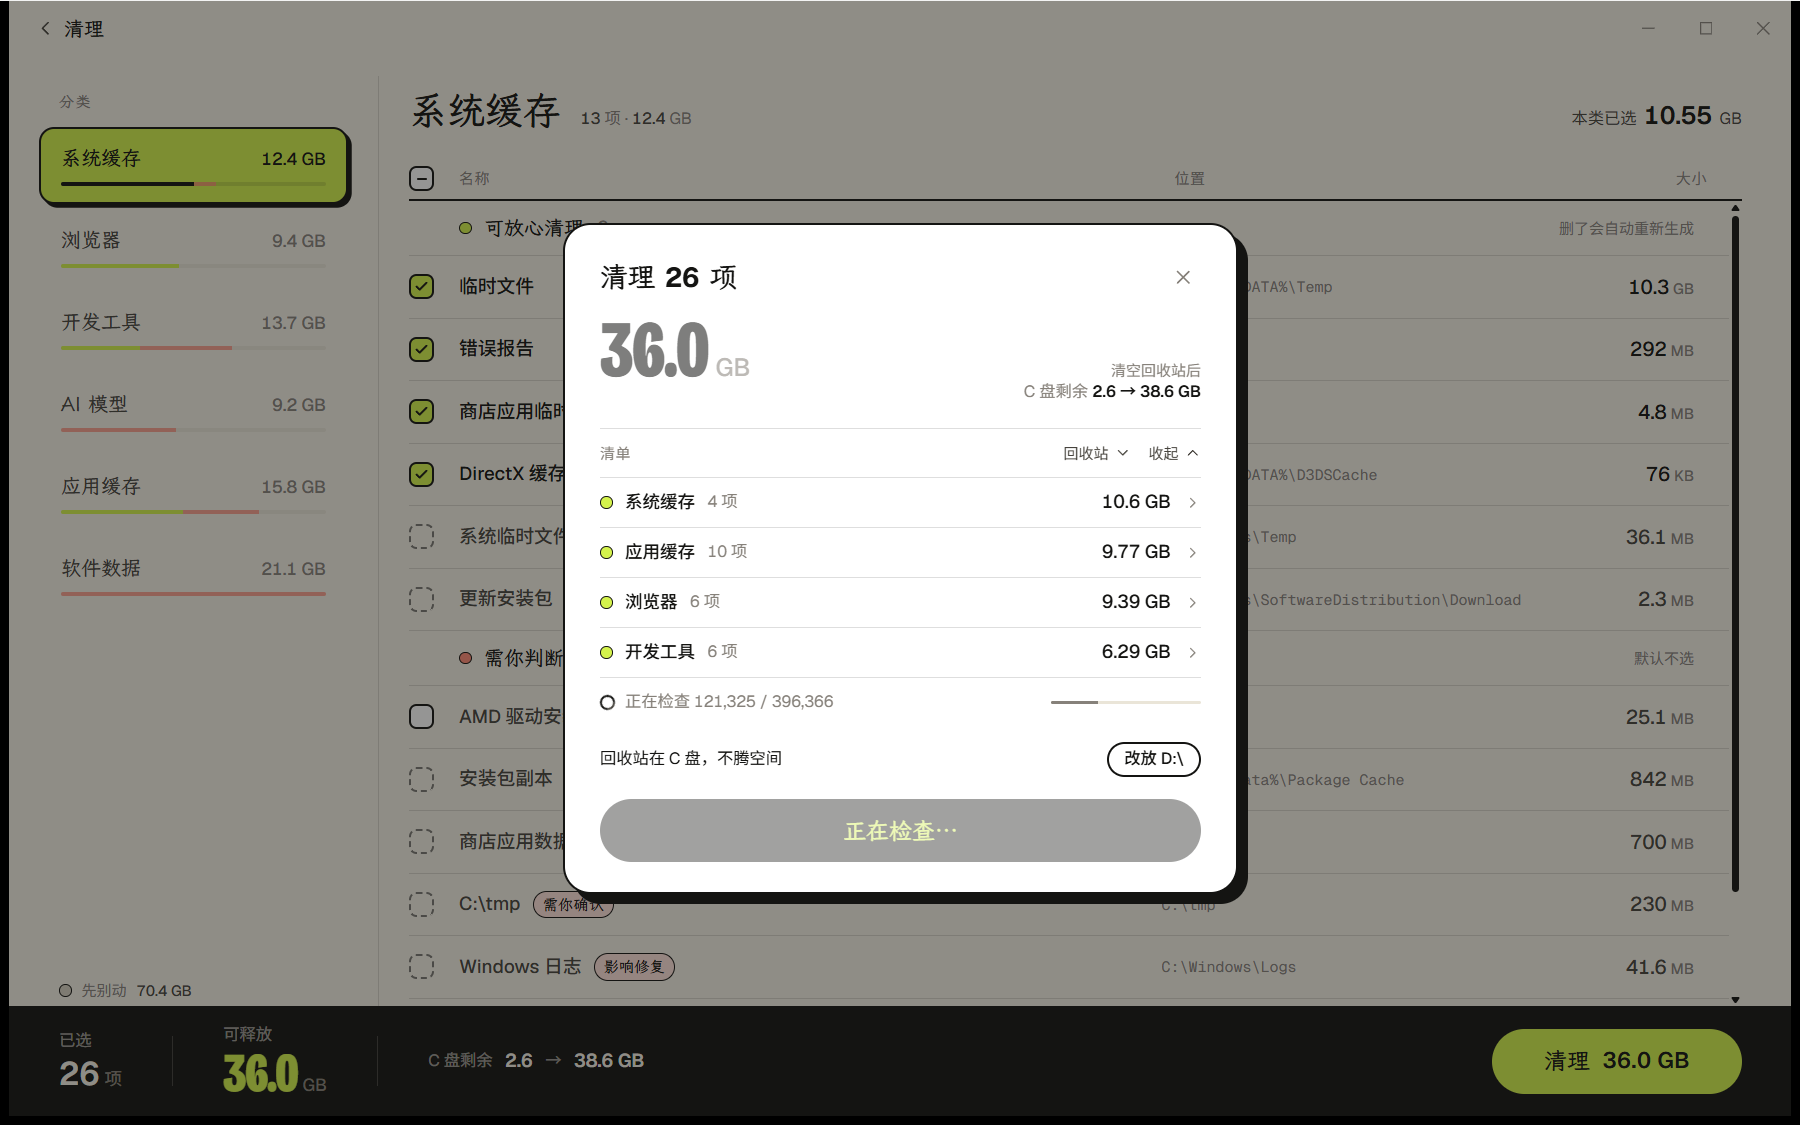 清理
分类
系统缓存 12.4 GB
浏览器 9.4 GB
开发工具 13.7 GB
AI 模型 9.2 GB
应用缓存 15.8 GB
软件数据 21.1 GB
先别动 70.4 GB
系统缓存 13 项 · 12.4 GB
本类已选 10.55 GB
名称 位置 大小
可放心清理 删了会自动重新生成
临时文件 DATA%\Temp 10.3 GB
错误报告 292 MB
商店应用临时 4.8 MB
DirectX 缓存 DATA%\D3DSCache 76 KB
系统临时文件 s\Temp 36.1 MB
更新安装包 s\SoftwareDistribution\Download 2.3 MB
需你判断 默认不选
AMD 驱动安 25.1 MB
安装包副本 ata%\Package Cache 842 MB
商店应用数据 700 MB
C:\tmp 需你确认 C:\tmp 230 MB
Windows 日志 影响修复 C:\Windows\Logs 41.6 MB
清理 26 项
36.0 GB
清空回收站后
C 盘剩余 2.6 → 38.6 GB
清单 回收站 收起
系统缓存 4 项 10.6 GB
应用缓存 10 项 9.77 GB
浏览器 6 项 9.39 GB
开发工具 6 项 6.29 GB
正在检查 121,325 / 396,366
回收站在 C 盘，不腾空间 改放 D:\
正在检查…
已选
26 项
可释放
36.0 GB
C 盘剩余 2.6 → 38.6 GB
清理 36.0 GB